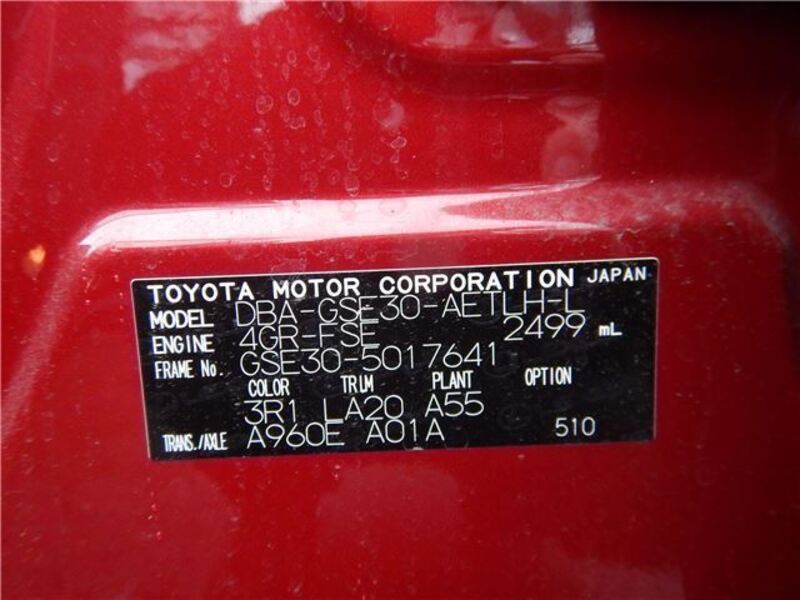 TOYOTA MOTOR CORPORATION JAPAN
MODEL DBA-GSE30-AETLH-L
ENGINE 4GR-FSE 2499 mL
FRAME No. GSE30-5017641
COLOR TRIM PLANT OPTION
3R1 LA20 A55
TRANS./AXLE A960E A01A 510